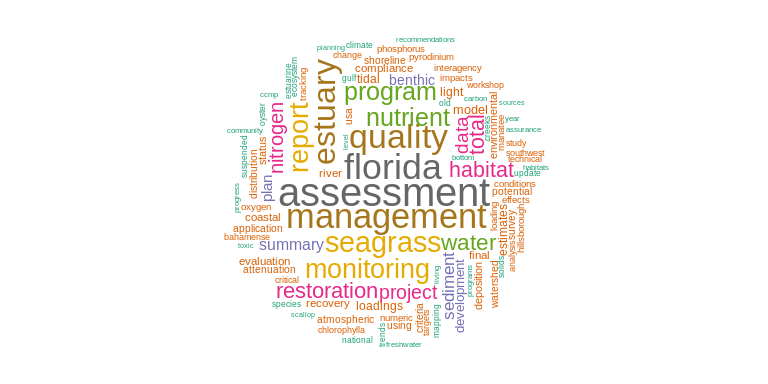 recommendations
planning climate
change phosphorus
shoreline pyrodinium
compliance interagency
gulf tidal benthic impacts
estuarine
ecosystem
tracking
estuary
program light workshop
ccmp
oyster
nitrogen
report
usa
nutrient
old carbon sources
model
year
quality
data
total
creeks
environmental
manatee
assurance
community
suspended
status
level
study
florida
bottom
southwest
technical
habitat
habitats
update
distribution
plan
river
assessment
conditions
potential
effects
progress
oxygen
coastal
management
loading
estimates
survey
hillsborough
application
bahamense
toxic
summary
seagrass
water
analysis
evaluation
final
solids
attenuation
monitoring
living
sediment
development
programs
deposition
watershed
critical
restoration
project
species
recovery
loadings
scallop
atmospheric
numeric
using
criteria
targets
mapping
chlorophylla
national
trends
freshwater